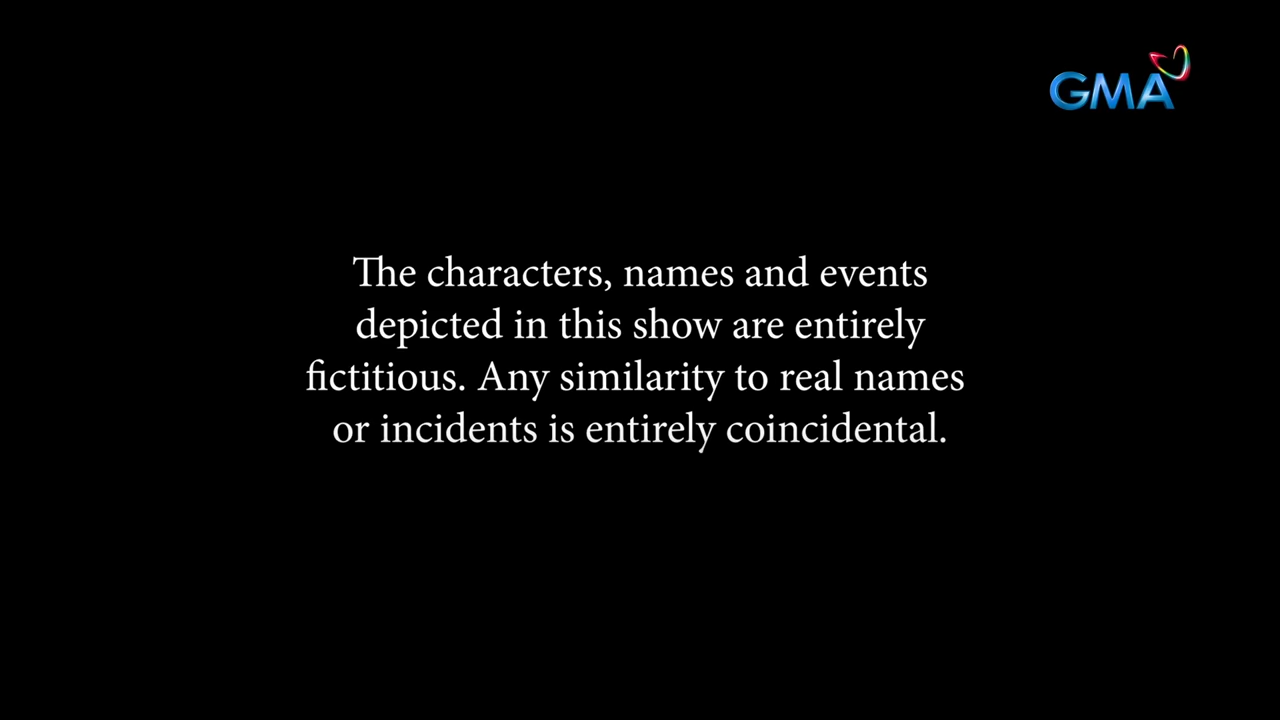 GMA
The characters, names and events
depicted in this show are entirely
fictitious. Any similarity to real names
or incidents is entirely coincidental.